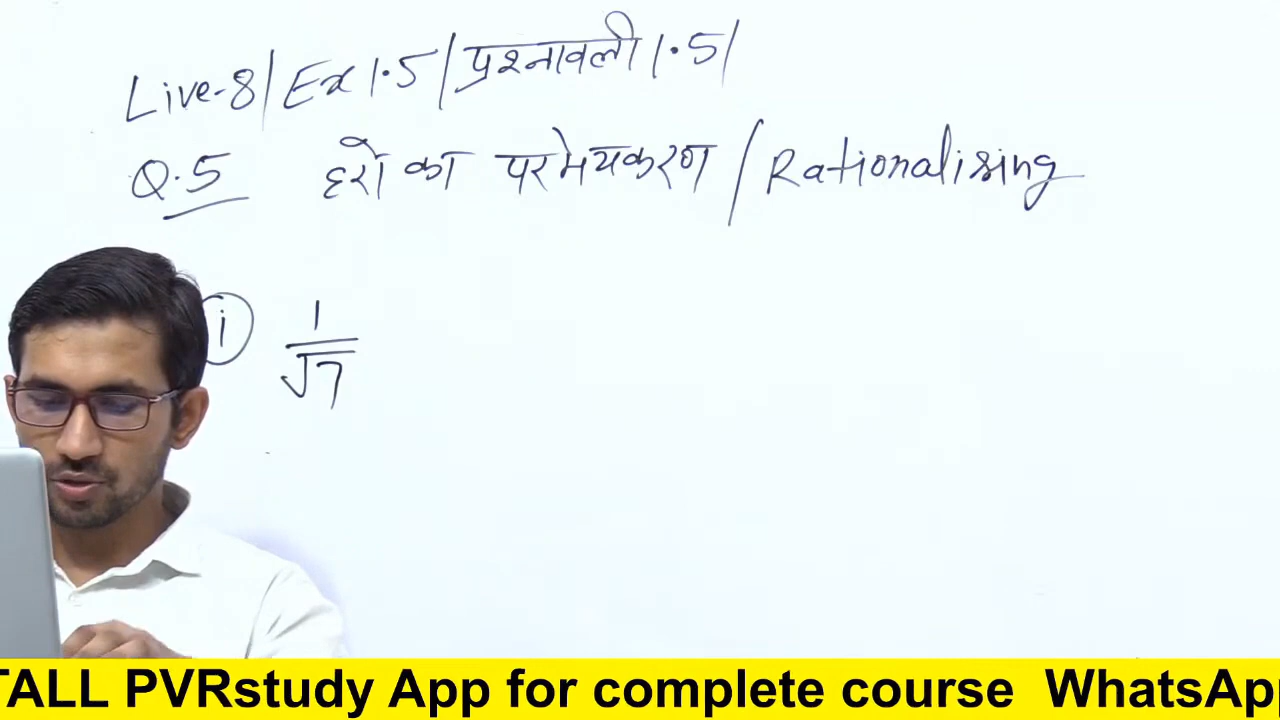 Live-8 | Ex 1.5 | प्रश्नावली 1.5 |
Q.5 हरों का परिमेयकरण / Rationalising
i 1/√7
TALL PVRstudy App for complete course WhatsApp